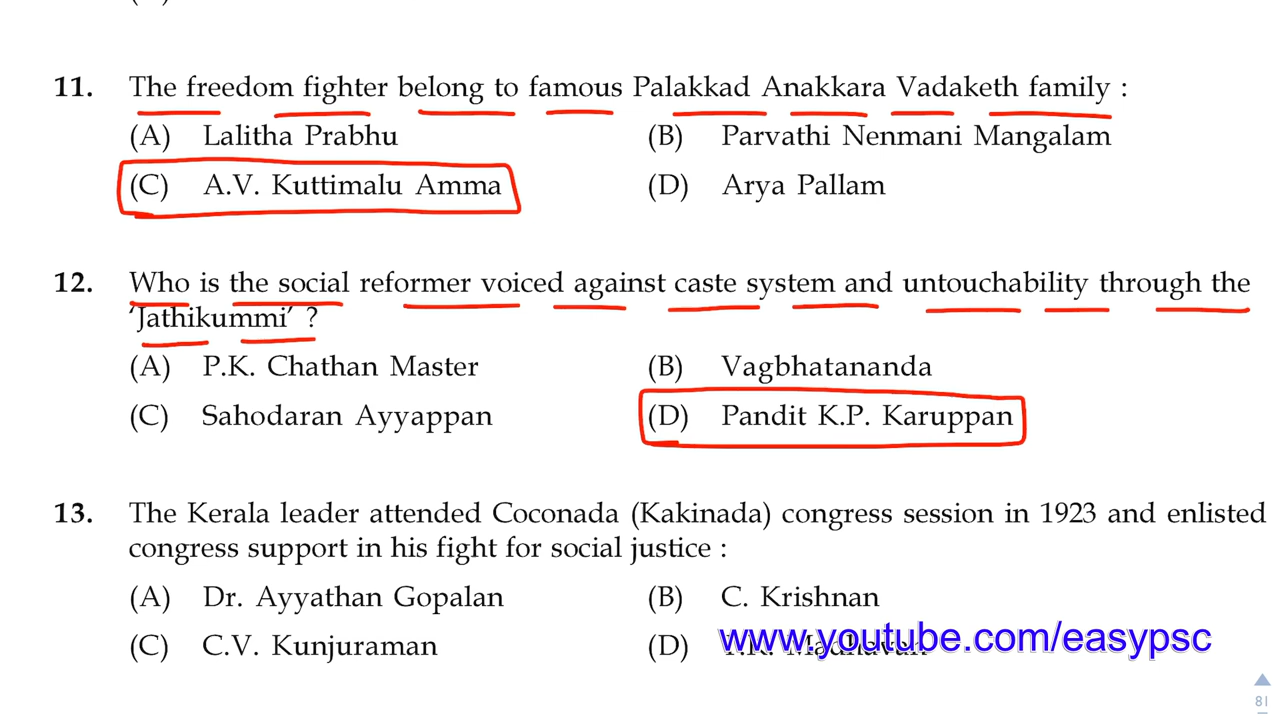 11. The freedom fighter belong to famous Palakkad Anakkara Vadaketh family :
(A) Lalitha Prabhu (B) Parvathi Nenmani Mangalam
(C) A.V. Kuttimalu Amma (D) Arya Pallam
12. Who is the social reformer voiced against caste system and untouchability through the
‘Jathikummi’ ?
(A) P.K. Chathan Master (B) Vagbhatananda
(C) Sahodaran Ayyappan (D) Pandit K.P. Karuppan
13. The Kerala leader attended Coconada (Kakinada) congress session in 1923 and enlisted
congress support in his fight for social justice :
(A) Dr. Ayyathan Gopalan (B) C. Krishnan
(C) C.V. Kunjuraman (D) Madhavan
www.youtube.com/easypsc
81